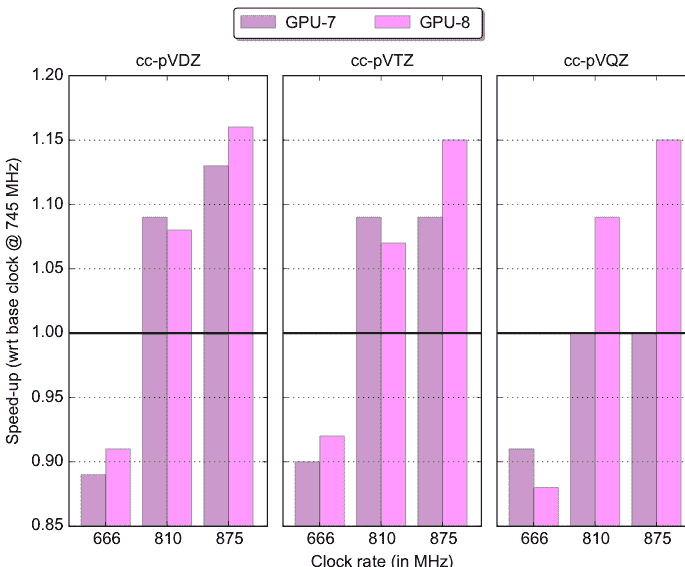 GPU-7 GPU-8
cc-pVDZ cc-pVTZ cc-pVQZ
Speed-up (wrt base clock @ 745 MHz)
1.20
1.15
1.10
1.05
1.00
0.95
0.90
0.85
666 810 875 666 810 875 666 810 875
Clock rate (in MHz)